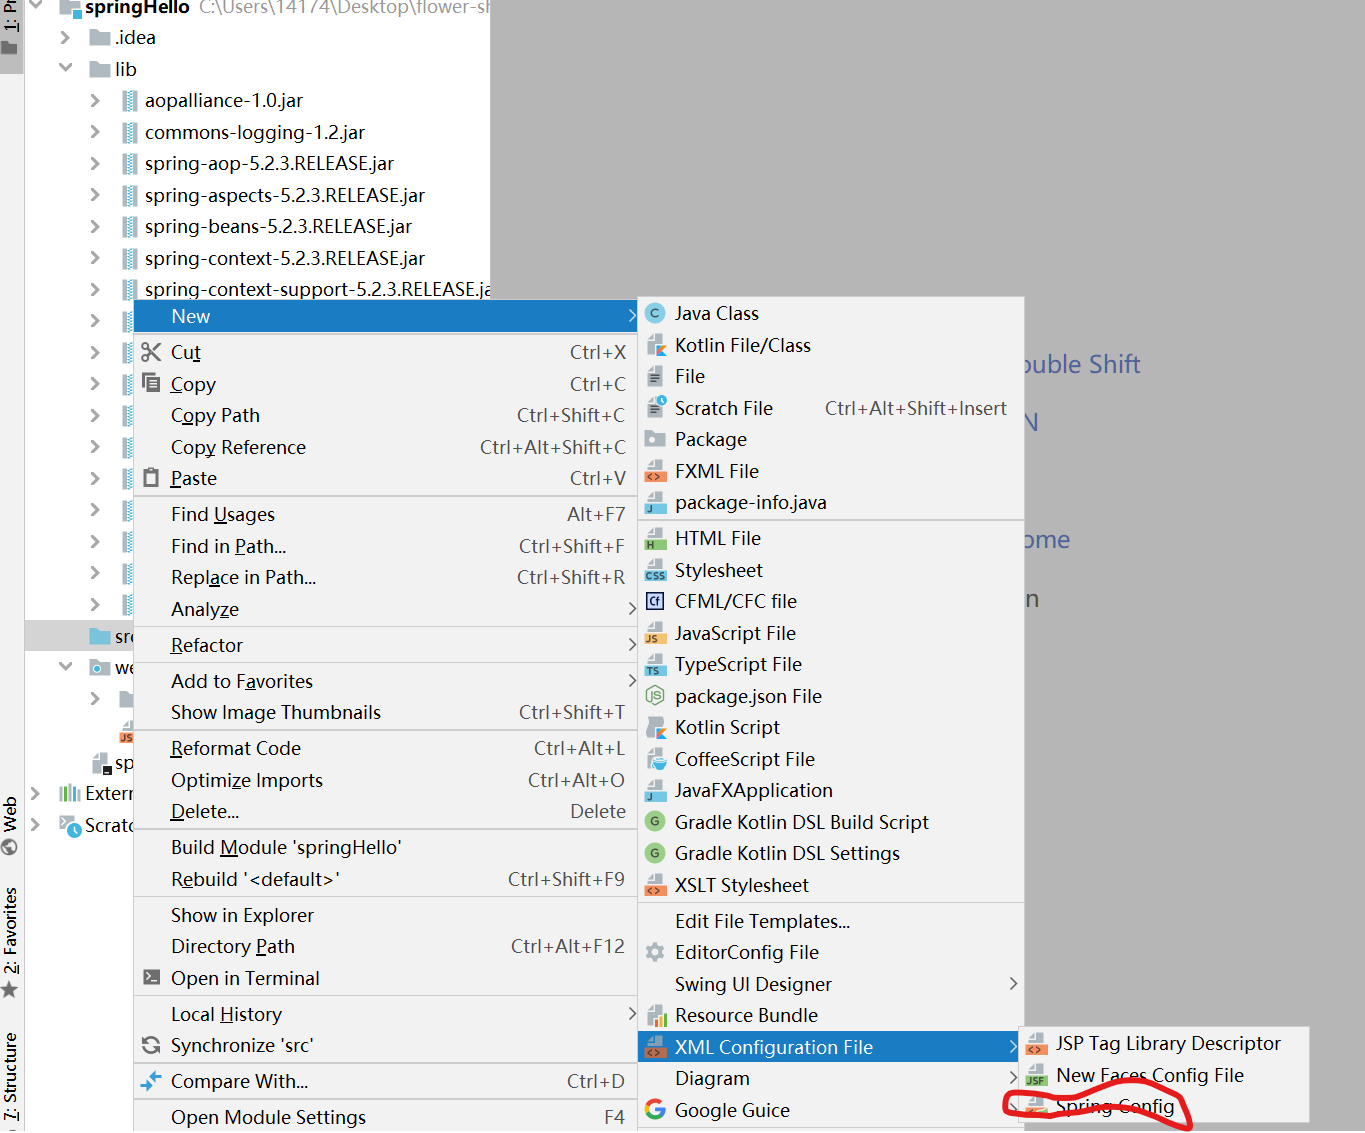 1: Pr
springHello C:\Users\14174\Desktop\flower-sh
.idea
lib
aopalliance-1.0.jar
commons-logging-1.2.jar
spring-aop-5.2.3.RELEASE.jar
spring-aspects-5.2.3.RELEASE.jar
spring-beans-5.2.3.RELEASE.jar
spring-context-5.2.3.RELEASE.jar
spring-context-support-5.2.3.RELEASE.ja
src
we
JS
sp
Extern
Scratc
Web
2: Favorites
7: Structure
New
Cut Ctrl+X
Copy Ctrl+C
Copy Path Ctrl+Shift+C
Copy Reference Ctrl+Alt+Shift+C
Paste Ctrl+V
Find Usages Alt+F7
Find in Path... Ctrl+Shift+F
Replace in Path... Ctrl+Shift+R
Analyze
Refactor
Add to Favorites
Show Image Thumbnails Ctrl+Shift+T
Reformat Code Ctrl+Alt+L
Optimize Imports Ctrl+Alt+O
Delete... Delete
Build Module 'springHello'
Rebuild '<default>' Ctrl+Shift+F9
Show in Explorer
Directory Path Ctrl+Alt+F12
Open in Terminal
Local History
Synchronize 'src'
Compare With... Ctrl+D
Open Module Settings F4
C Java Class
Kotlin File/Class
File
Scratch File Ctrl+Alt+Shift+Insert
Package
FXML File
J package-info.java
H HTML File
CSS Stylesheet
Cf CFML/CFC file
JS JavaScript File
TS TypeScript File
JS package.json File
Kotlin Script
CoffeeScript File
J JavaFXApplication
G Gradle Kotlin DSL Build Script
G Gradle Kotlin DSL Settings
XSLT Stylesheet
Edit File Templates...
EditorConfig File
Swing UI Designer
Resource Bundle
XML Configuration File
Diagram
Google Guice
JSP Tag Library Descriptor
JSF New Faces Config File
Spring Config
ouble Shift
N
ome
n